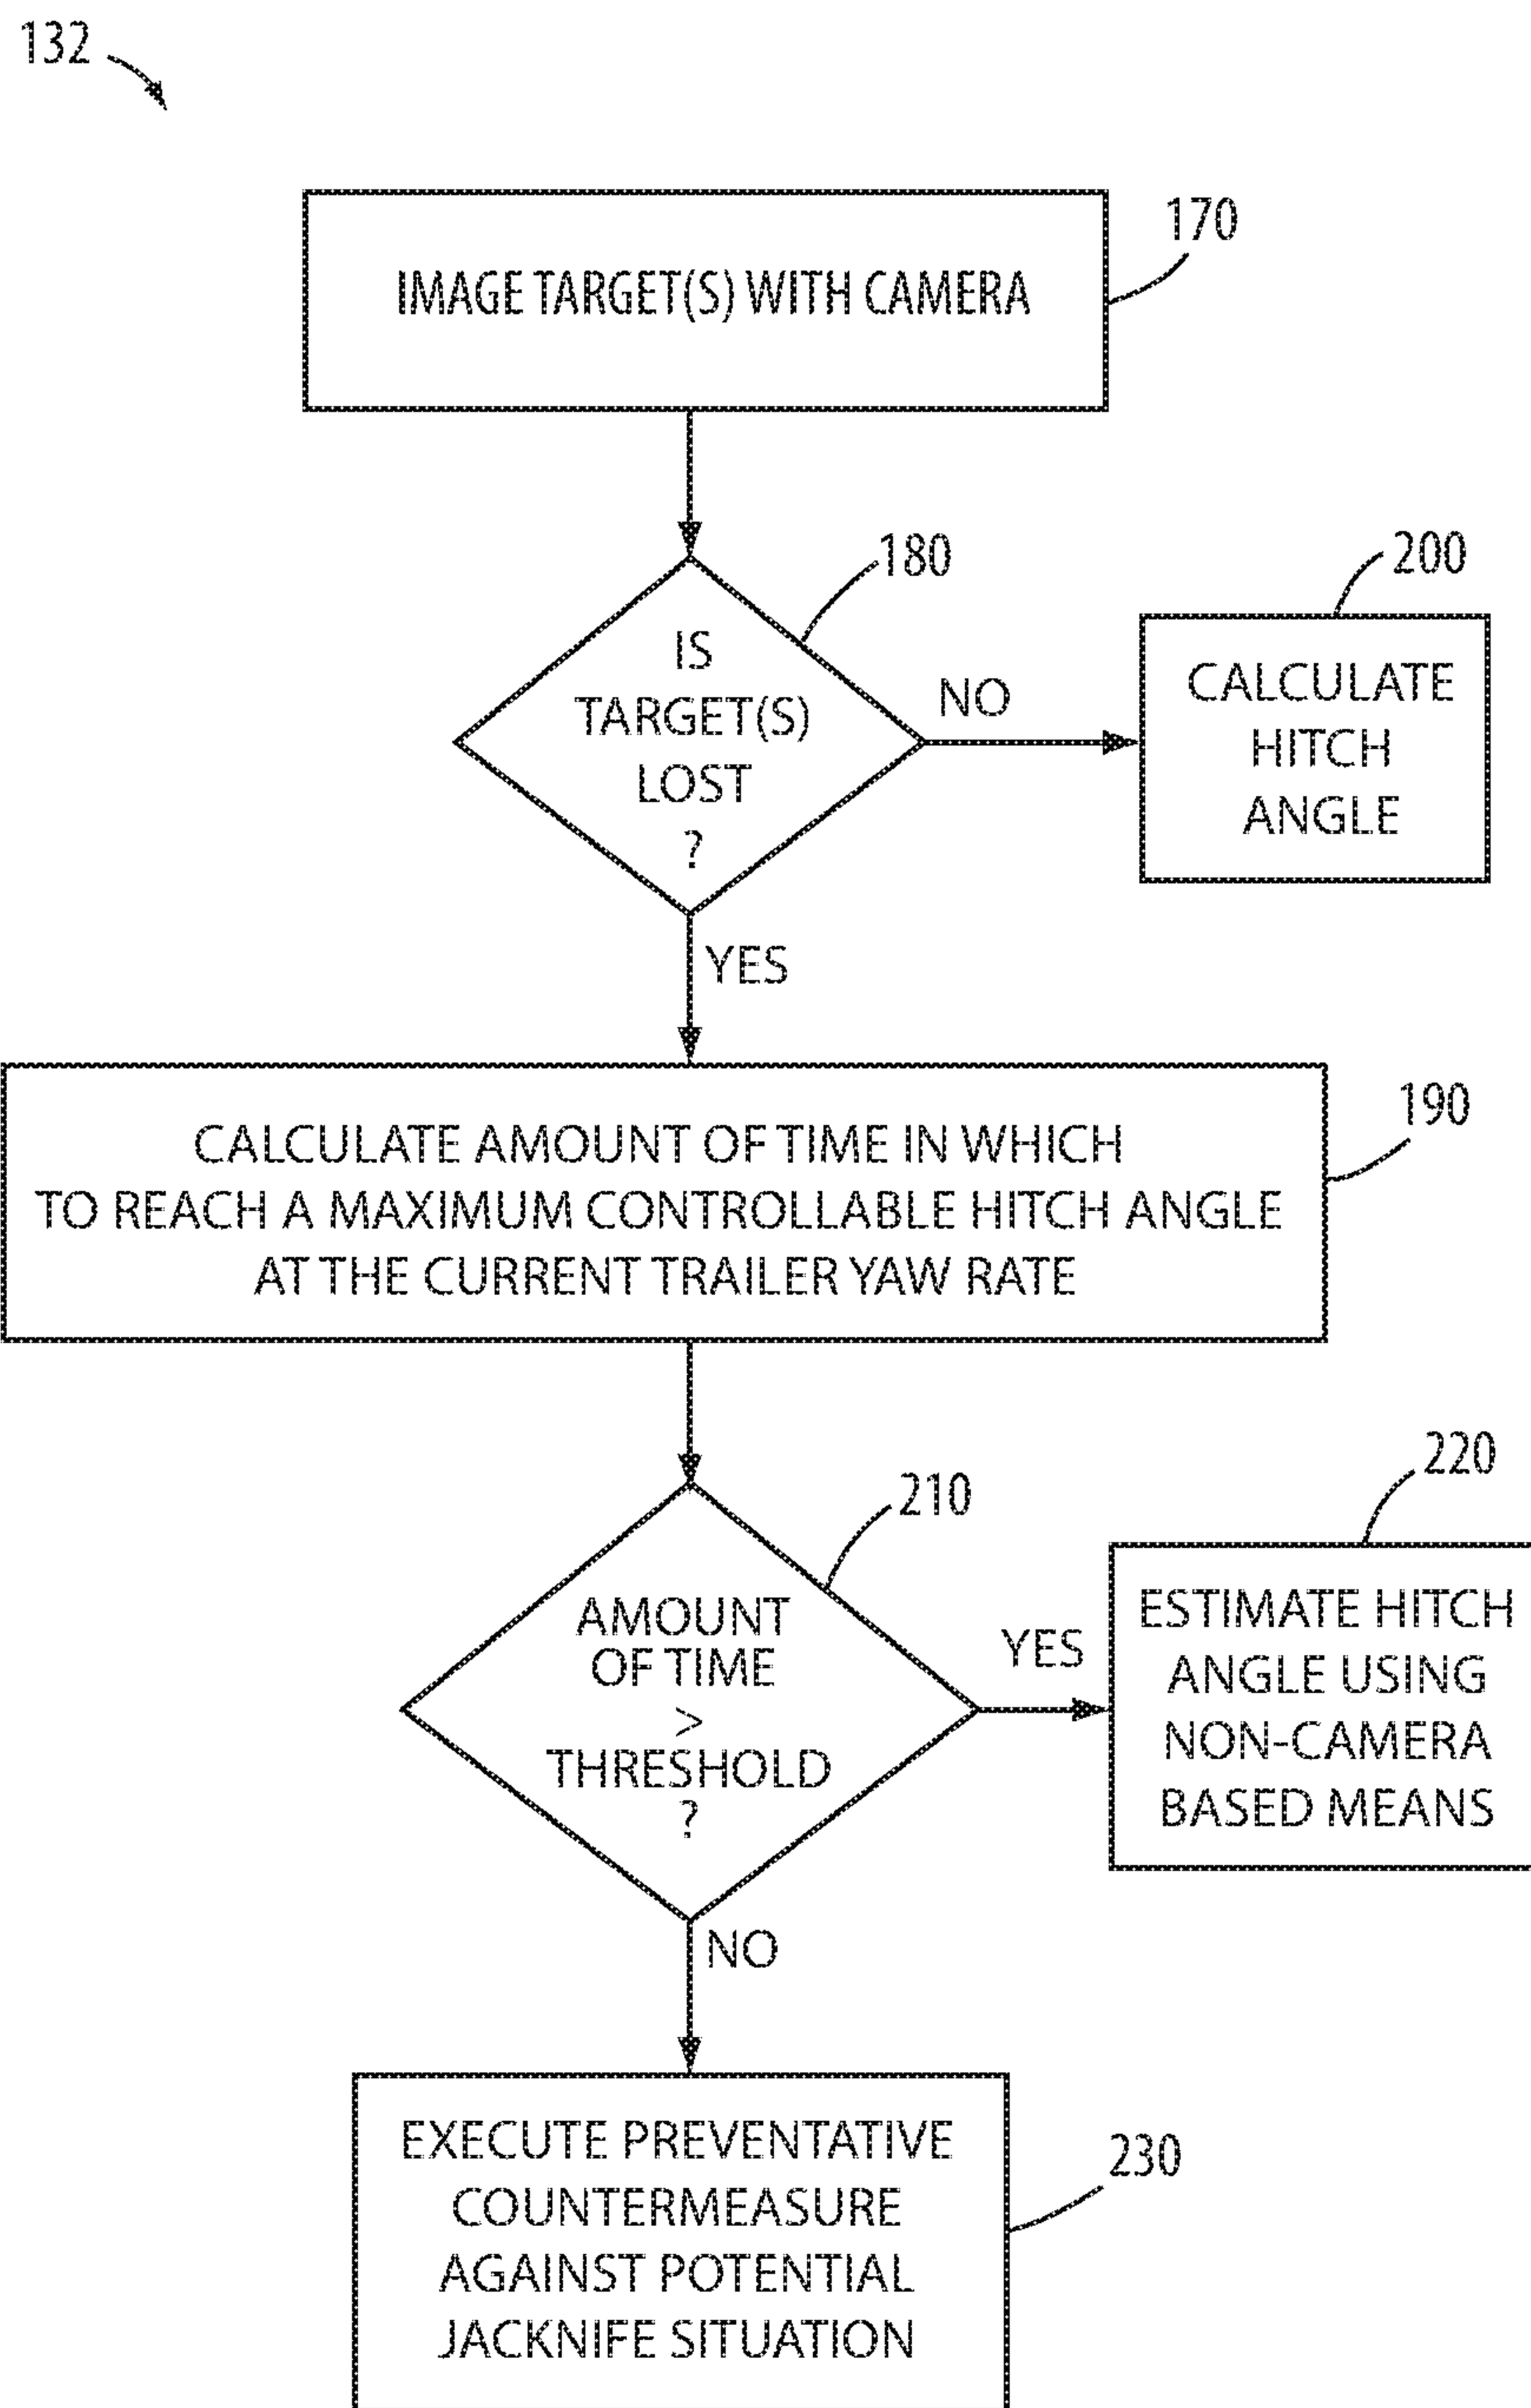 132
IMAGE TARGET(S) WITH CAMERA
170
180
IS
TARGET(S)
LOST
?
NO
200
CALCULATE
HITCH
ANGLE
YES
190
CALCULATE AMOUNT OF TIME IN WHICH
TO REACH A MAXIMUM CONTROLLABLE HITCH ANGLE
AT THE CURRENT TRAILER YAW RATE
210
AMOUNT
OF TIME
>
THRESHOLD
?
YES
220
ESTIMATE HITCH
ANGLE USING
NON-CAMERA
BASED MEANS
NO
EXECUTE PREVENTATIVE
COUNTERMEASURE
AGAINST POTENTIAL
JACKNIFE SITUATION
230